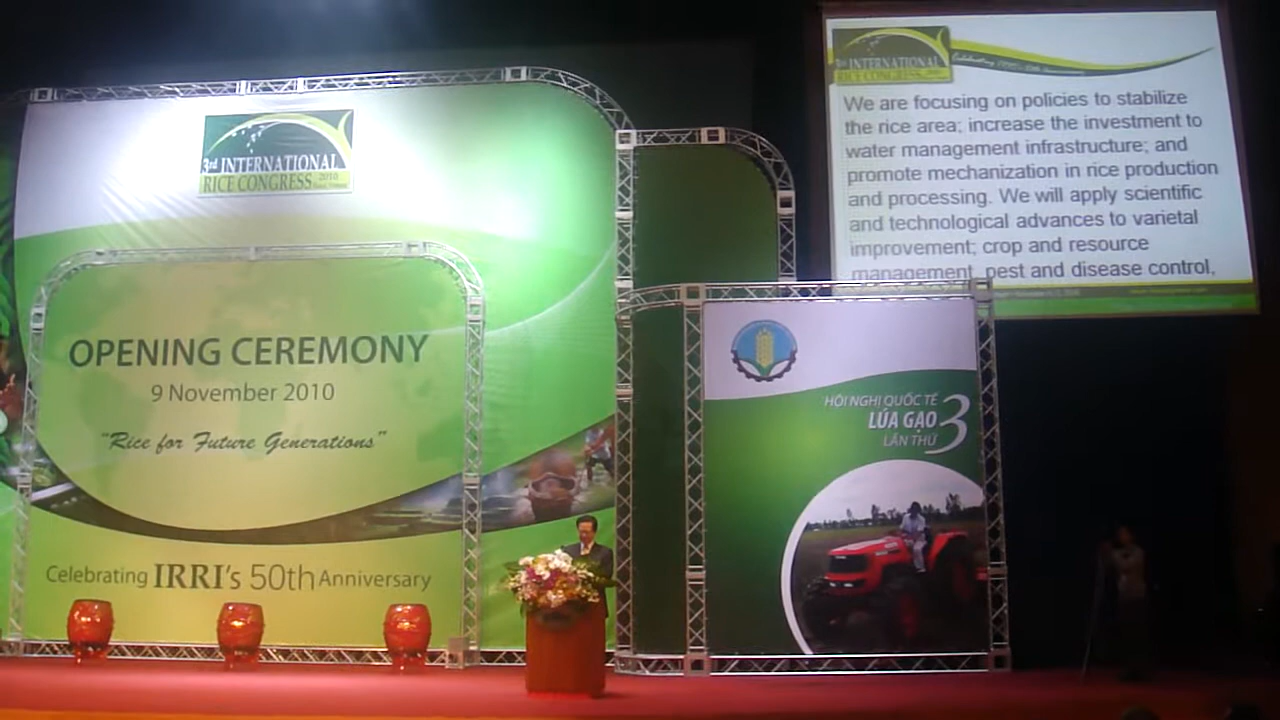 3rd INTERNATIONAL
RICE CONGRESS 2010
OPENING CEREMONY
9 November 2010
"Rice for Future Generations"
Celebrating IRRI's 50th Anniversary
HỘI NGHỊ QUỐC TẾ
LÚA GẠO 3
LẦN THỨ
3rd INTERNATIONAL
RICE CONGRESS
We are focusing on policies to stabilize
the rice area; increase the investment to
water management infrastructure; and
promote mechanization in rice production
and processing. We will apply scientific
and technological advances to varietal
improvement; crop and resource
management, pest and disease control,